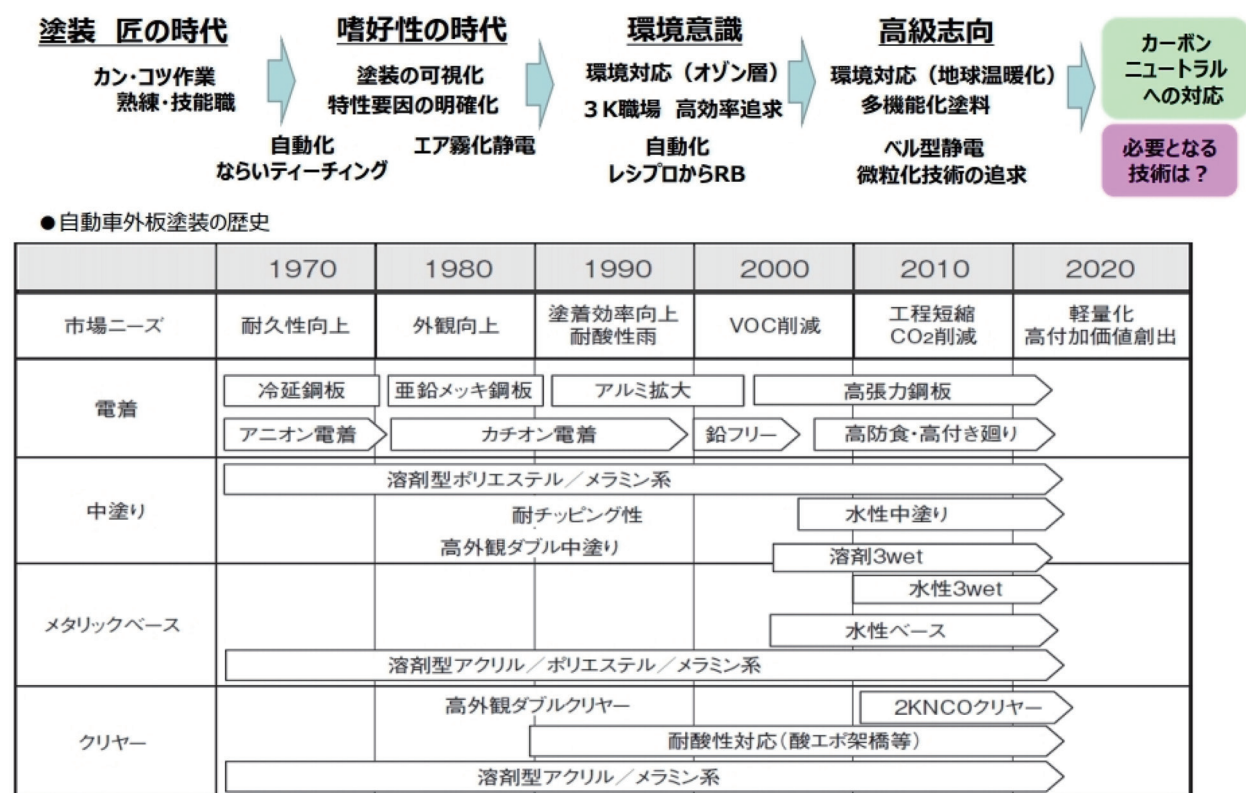 塗装 匠の時代
カン・コツ作業
熟練・技能職
嗜好性の時代
塗装の可視化
特性要因の明確化
自動化
ならいティーチング
エア霧化静電
環境意識
環境対応（オゾン層）
３K職場 高効率追求
自動化
レシプロからRB
高級志向
環境対応（地球温暖化）
多機能化塗料
ベル型静電
微粒化技術の追求
カーボン
ニュートラル
への対応
必要となる
技術は？
●自動車外板塗装の歴史
1970 1980 1990 2000 2010 2020
市場ニーズ
耐久性向上
外観向上
塗着効率向上
耐酸性雨
VOC削減
工程短縮
CO2削減
軽量化
高付加価値創出
電着
冷延鋼板 亜鉛メッキ鋼板 アルミ拡大 高張力鋼板
アニオン電着 カチオン電着 鉛フリー 高防食・高付き廻り
中塗り
溶剤型ポリエステル／メラミン系
耐チッピング性 水性中塗り
高外観ダブル中塗り 溶剤3wet
メタリックベース
水性3wet
水性ベース
溶剤型アクリル／ポリエステル／メラミン系
クリヤー
高外観ダブルクリヤー 2KNCOクリヤー
耐酸性対応（酸エポ架橋等）
溶剤型アクリル／メラミン系